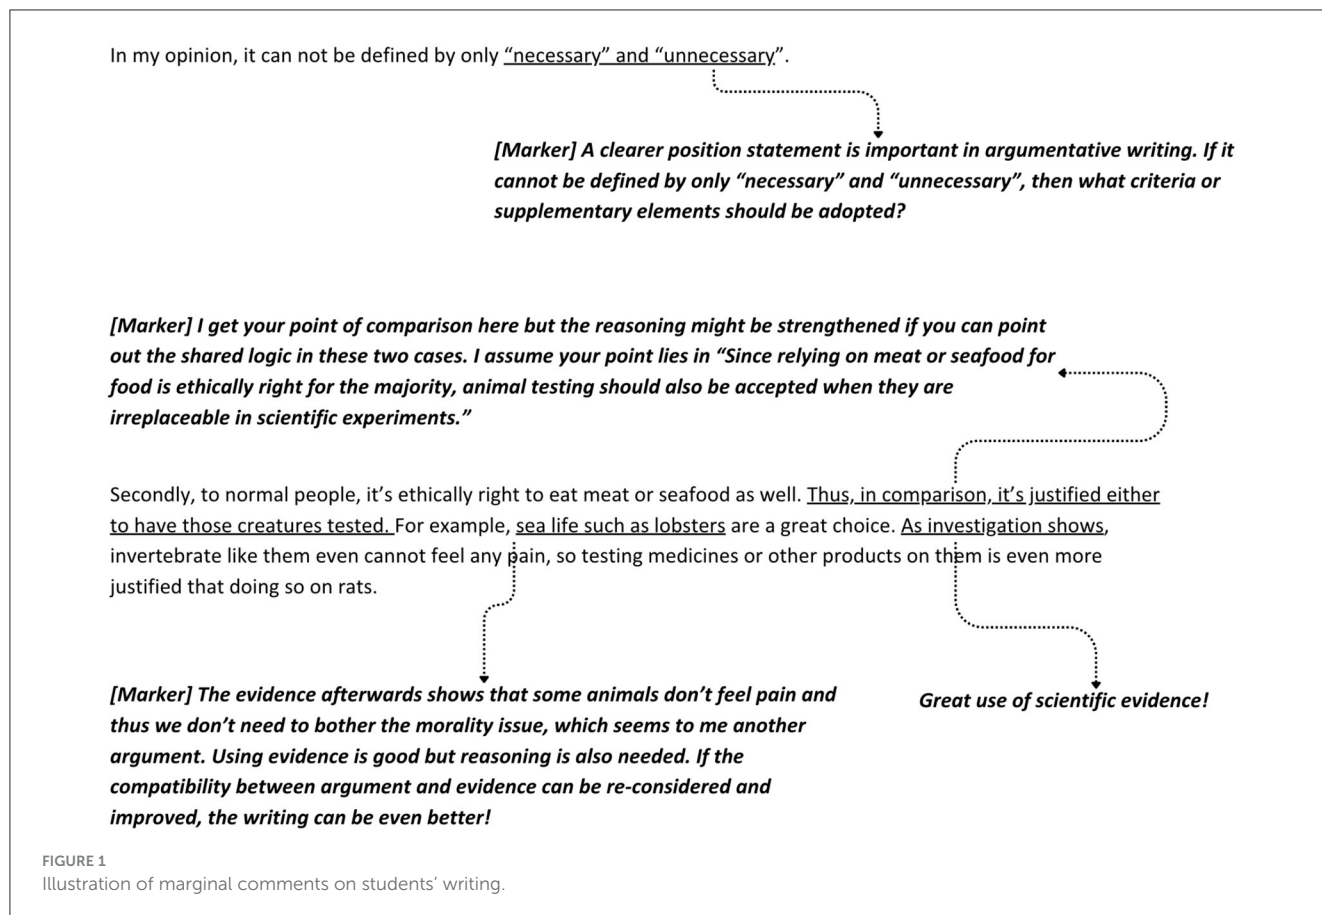 In my opinion, it can not be defined by only “necessary” and “unnecessary”.
[Marker] A clearer position statement is important in argumentative writing. If it
cannot be defined by only “necessary” and “unnecessary”, then what criteria or
supplementary elements should be adopted?
[Marker] I get your point of comparison here but the reasoning might be strengthened if you can point
out the shared logic in these two cases. I assume your point lies in “Since relying on meat or seafood for
food is ethically right for the majority, animal testing should also be accepted when they are
irreplaceable in scientific experiments.”
Secondly, to normal people, it’s ethically right to eat meat or seafood as well. Thus, in comparison, it’s justified either
to have those creatures tested. For example, sea life such as lobsters are a great choice. As investigation shows,
invertebrate like them even cannot feel any pain, so testing medicines or other products on them is even more
justified that doing so on rats.
[Marker] The evidence afterwards shows that some animals don’t feel pain and
thus we don’t need to bother the morality issue, which seems to me another
argument. Using evidence is good but reasoning is also needed. If the
compatibility between argument and evidence can be re-considered and
improved, the writing can be even better!
Great use of scientific evidence!
FIGURE 1
Illustration of marginal comments on students’ writing.